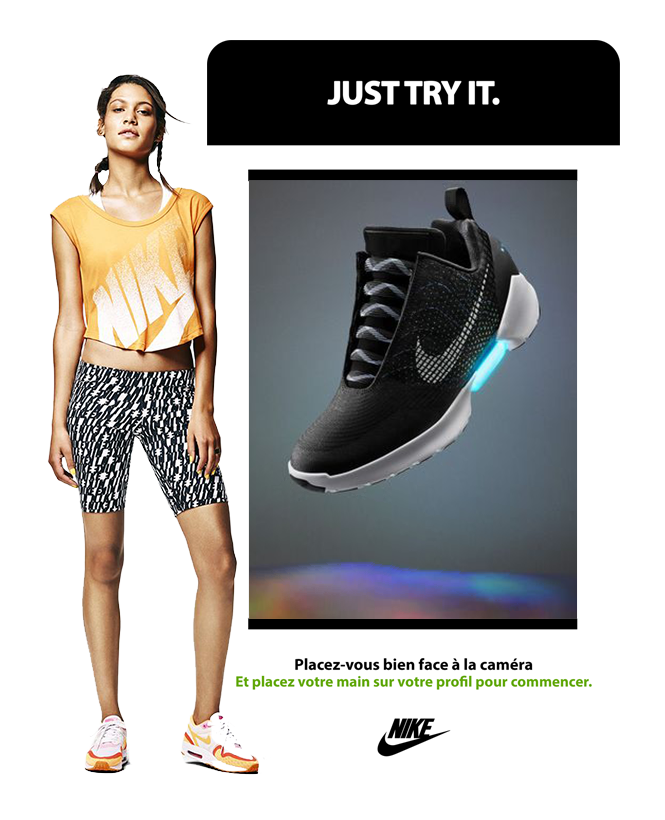 JUST TRY IT.
NIKE
Placez-vous bien face à la caméra
Et placez votre main sur votre profil pour commencer.
NIKE